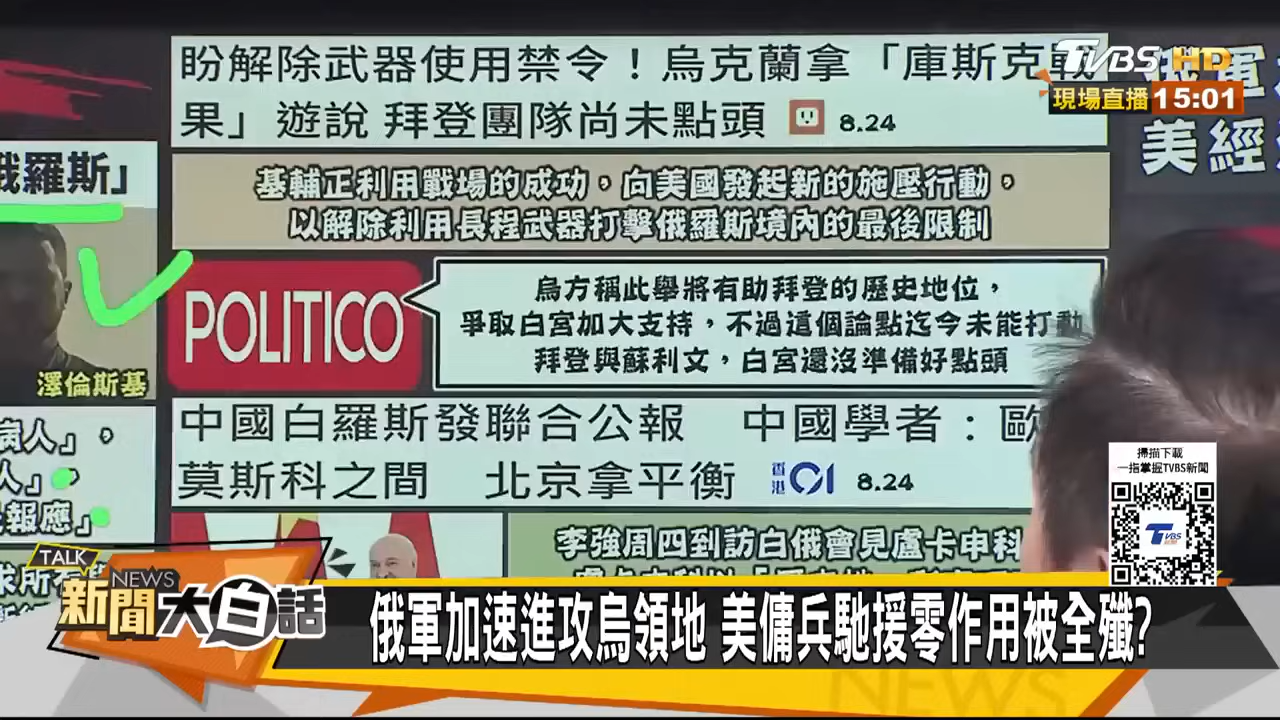 盼解除武器使用禁令！烏克蘭拿「庫斯克戰
果」遊說 拜登團隊尚未點頭 8.24
基輔正利用戰場的成功，向美國發起新的施壓行動，
以解除利用長程武器打擊俄羅斯境內的最後限制
POLITICO
烏方稱此舉將有助拜登的歷史地位，
爭取白宮加大支持，不過這個論點迄今未能打動
拜登與蘇利文，白宮還沒準備好點頭
中國白羅斯發聯合公報 中國學者：歐
莫斯科之間 北京拿平衡 香港01 8.24
李強周四到訪白俄會見盧卡申科
俄羅斯」
澤倫斯基
病人」，
人」
報應」
俄軍
美經
TVBS HD
現場直播 15:01
掃描下載
一指掌握TVBS新聞
TVBS
TALK
NEWS
新聞大白話
俄軍加速進攻烏領地 美傭兵馳援零作用被全殲?
NEWS